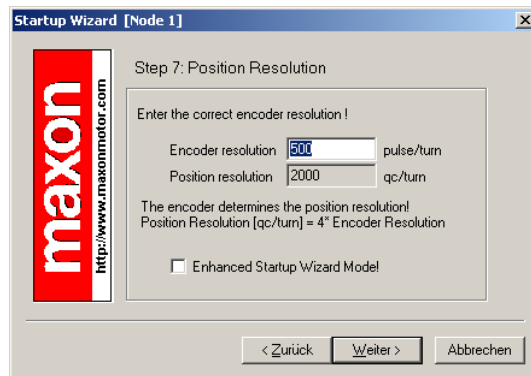 Startup Wizard [Node 1]
maxon
http://www.maxonmotor.com
Step 7: Position Resolution
Enter the correct encoder resolution !
Encoder resolution 500 pulse/turn
Position resolution 2000 qc/turn
The encoder determines the position resolution!
Position Resolution [qc/turn] = 4* Encoder Resolution
Enhanced Startup Wizard Mode!
< Zurück Weiter > Abbrechen